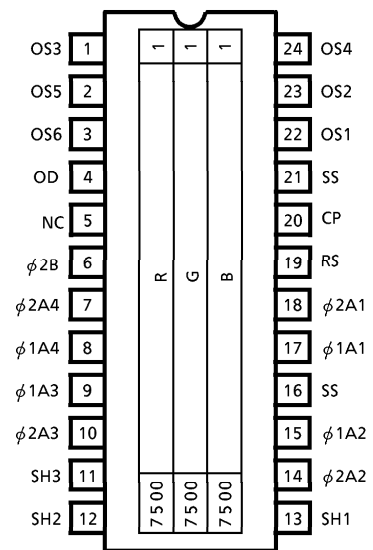 OS3 1 1 1 1 24 OS4
OS5 2 23 OS2
OS6 3 22 OS1
OD 4 21 SS
NC 5 20 CP
ϕ2B 6 R G B 19 RS
ϕ2A4 7 18 ϕ2A1
ϕ1A4 8 17 ϕ1A1
ϕ1A3 9 16 SS
ϕ2A3 10 15 ϕ1A2
SH3 11 14 ϕ2A2
SH2 12 7500 7500 7500 13 SH1